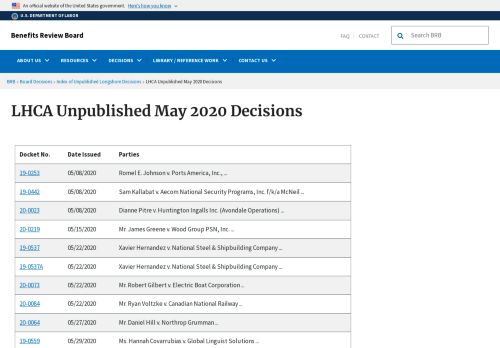 An official website of the United States government. Here's how you know
U.S. DEPARTMENT OF LABOR
Benefits Review Board
FAQ CONTACT
Search BRB
ABOUT US RESOURCES DECISIONS LIBRARY / REFERENCE WORK CONTACT US
BRB › Board Decisions › Index of Unpublished Longshore Decisions › LHCA Unpublished May 2020 Decisions
LHCA Unpublished May 2020 Decisions
Docket No. Date Issued Parties
19-0253 05/08/2020 Romel E. Johnson v. Ports America, Inc., ...
19-0442 05/08/2020 Sam Kallabat v. Aecom National Security Programs, Inc. f/k/a McNeil ...
20-0023 05/08/2020 Dianne Pitre v. Huntington Ingalls Inc. (Avondale Operations) ...
20-0219 05/15/2020 Mr. James Greene v. Wood Group PSN, Inc. ...
19-0537 05/22/2020 Xavier Hernandez v. National Steel & Shipbuilding Company ...
19-0537A 05/22/2020 Xavier Hernandez v. National Steel & Shipbuilding Company ...
20-0073 05/22/2020 Mr. Robert Gilbert v. Electric Boat Corporation ...
20-0084 05/22/2020 Mr. Ryan Voltzke v. Canadian National Railway ...
20-0064 05/27/2020 Mr. Daniel Hill v. Northrop Grumman ...
19-0559 05/29/2020 Ms. Hannah Covarrubias v. Global Linguist Solutions ...